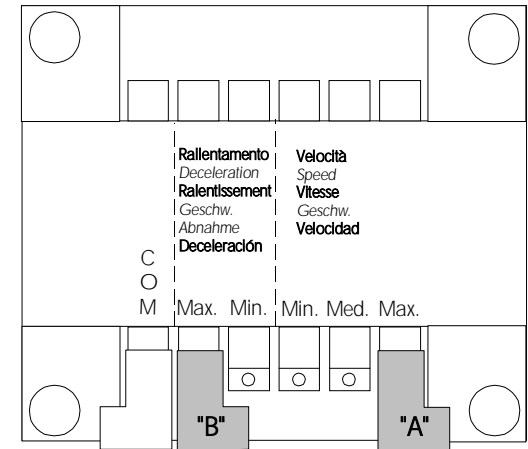 Rallentamento
Deceleration
Ralentissement
Geschw.
Abnahme
Deceleración
Velocità
Speed
Vitesse
Geschw.
Velocidad
C
O
M
Max. Min. Min. Med. Max.
"B" "A"